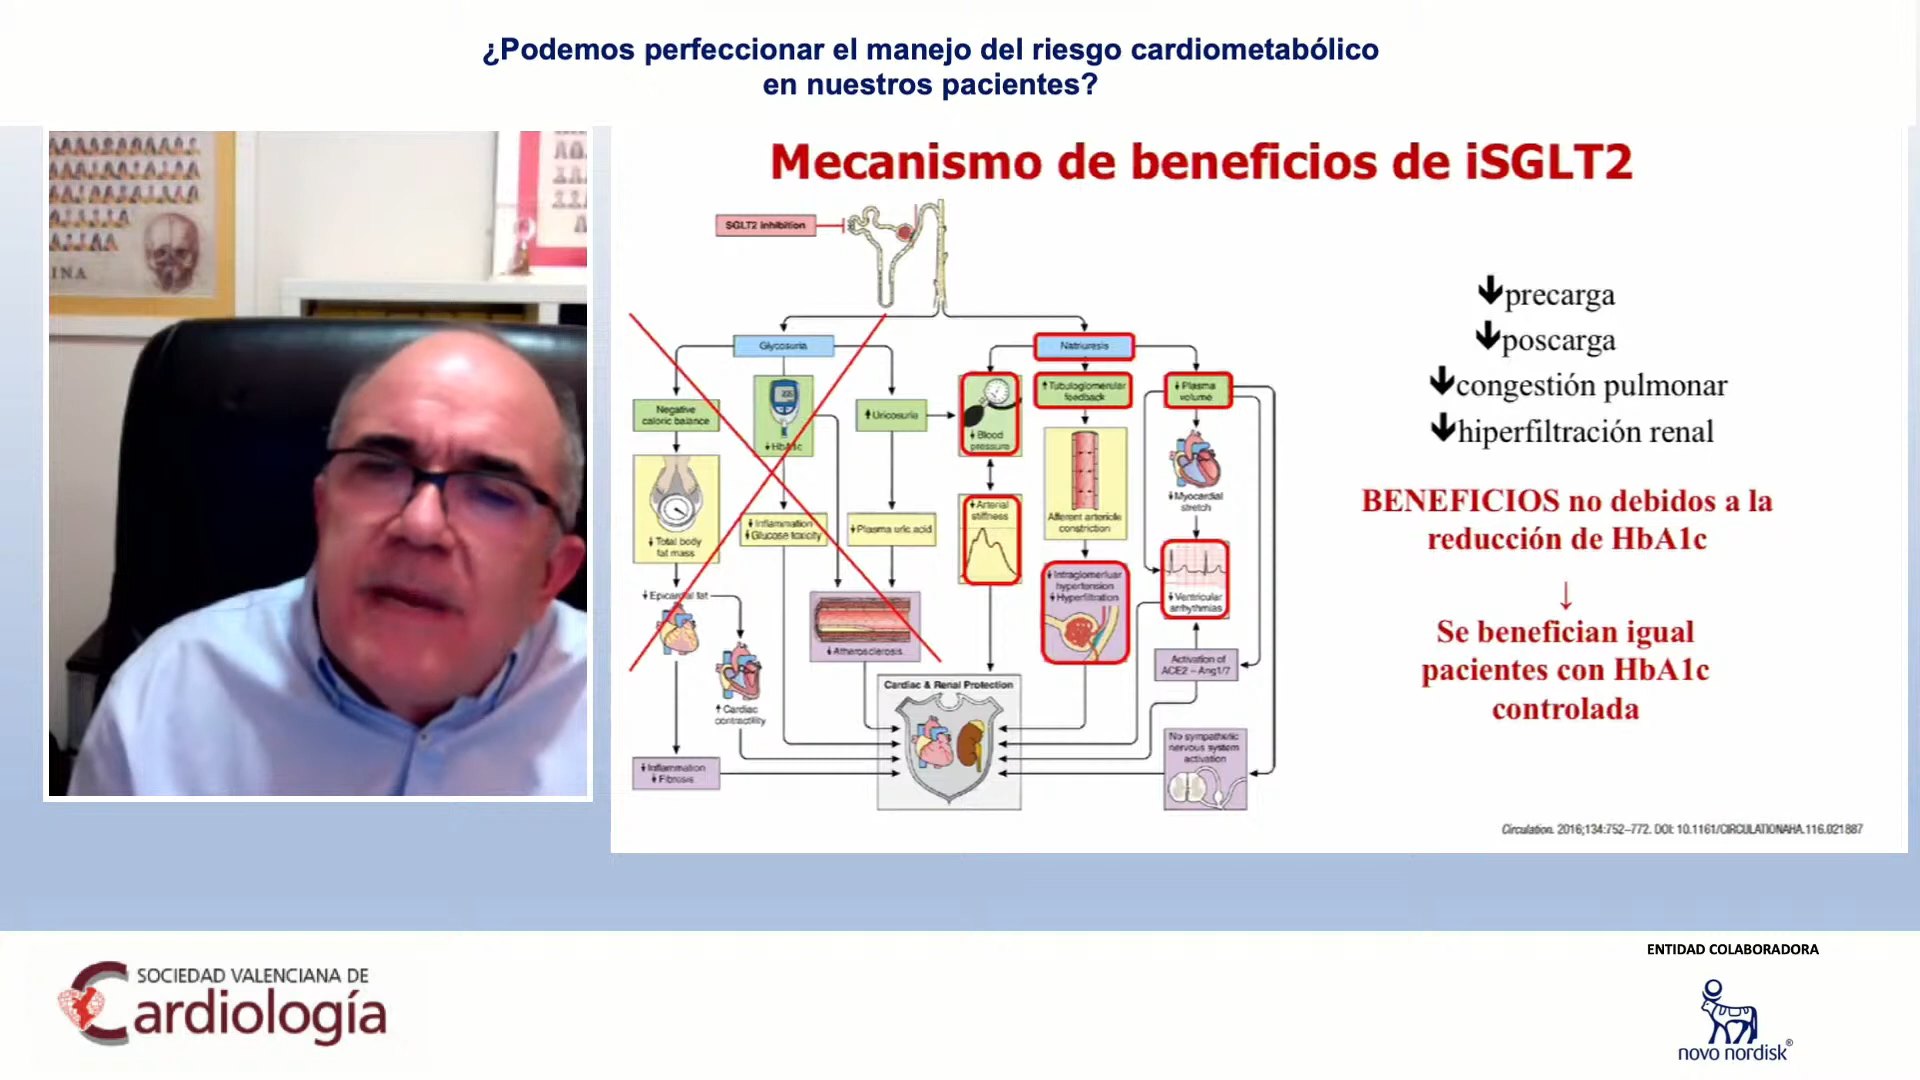 ¿Podemos perfeccionar el manejo del riesgo cardiometabólico
en nuestros pacientes?
INA
Mecanismo de beneficios de iSGLT2
SGLT2 inhibition
Glycosuria
Natriuresis
Negative
caloric balance
HbA1c
Uricosuria
Blood
pressure
Tubuloglomerular
feedback
Plasma
volume
Total body
fat mass
Inflammation
Glucose toxicity
Plasma uric acid
Arterial
stiffness
Afferent arteriole
constriction
Myocardial
stretch
Epicardial fat
Atherosclerosis
Intraglomerluar
hypertension
Hyperfiltration
Ventricular
arrhythmias
Cardiac
contractility
Activation of
ACE2 – Ang1/7
Inflammation
Fibrosis
Cardiac & Renal Protection
No sympathetic
nervous system
activation
precarga
poscarga
congestión pulmonar
hiperfiltración renal
BENEFICIOS no debidos a la
reducción de HbA1c
↓
Se benefician igual
pacientes con HbA1c
controlada
Circulation. 2016;134:752–772. DOI: 10.1161/CIRCULATIONAHA.116.021887
SOCIEDAD VALENCIANA DE
Cardiología
ENTIDAD COLABORADORA
novo nordisk®